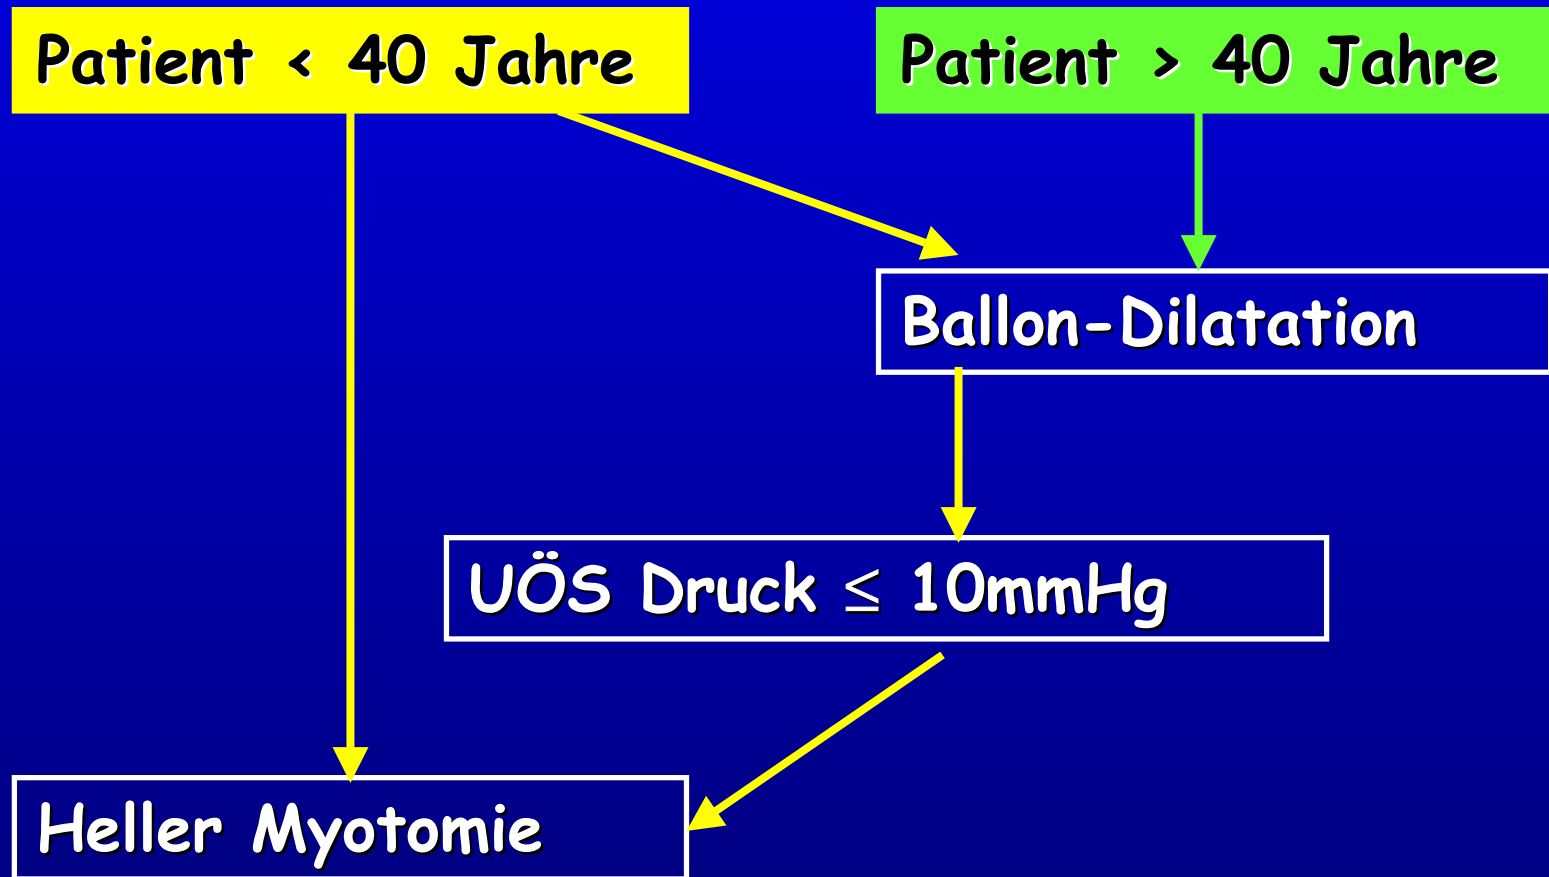 Patient < 40 Jahre
Patient > 40 Jahre
Ballon-Dilatation
UÖS Druck ≤ 10mmHg
Heller Myotomie